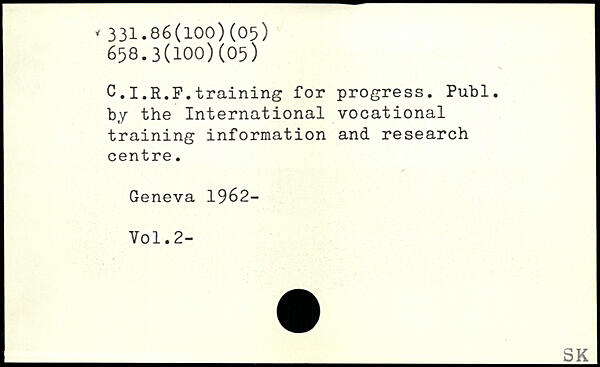 331.86(100)(05)
658.3(100)(05)
C.I.R.F.training for progress. Publ.
by the International vocational
training information and research
centre.
Geneva 1962-
Vol.2-
SK